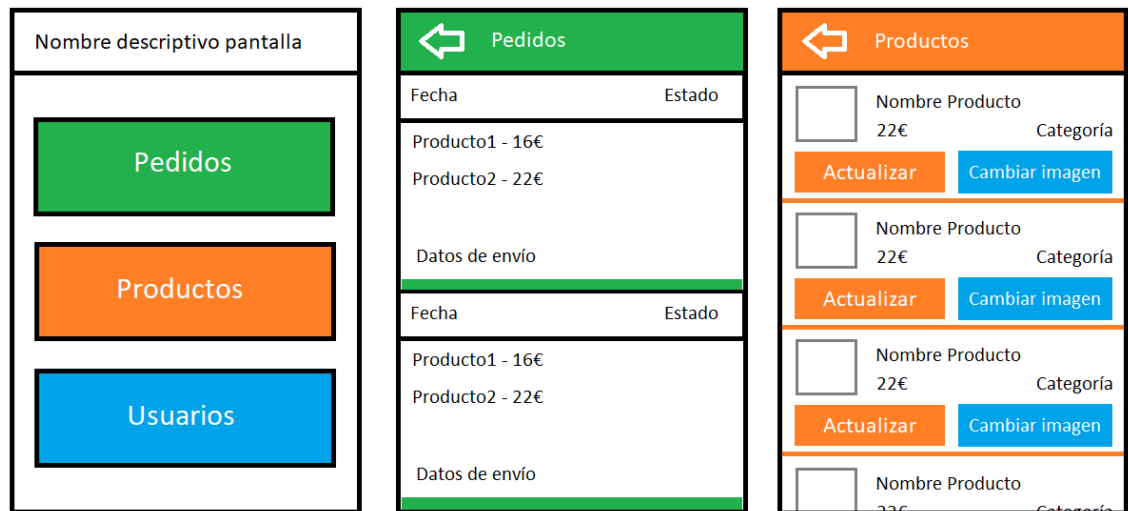 Nombre descriptivo pantalla
Pedidos
Productos
Usuarios
Pedidos
Fecha Estado
Producto1 - 16€
Producto2 - 22€
Datos de envío
Fecha Estado
Producto1 - 16€
Producto2 - 22€
Datos de envío
Productos
Nombre Producto
22€ Categoría
Actualizar Cambiar imagen
Nombre Producto
22€ Categoría
Actualizar Cambiar imagen
Nombre Producto
22€ Categoría
Actualizar Cambiar imagen
Nombre Producto
22€ Categoría